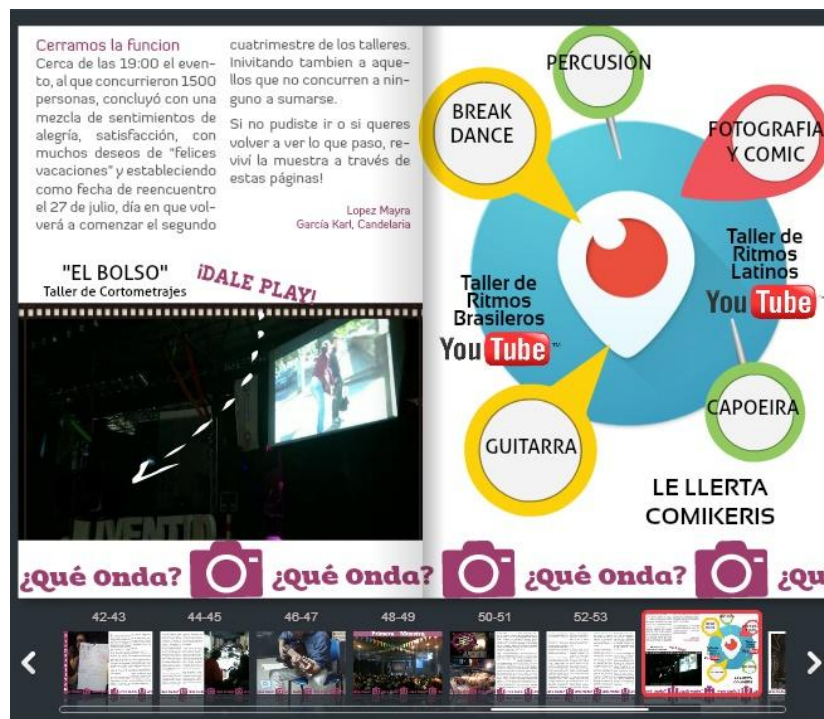 Cerramos la funcion
Cerca de las 19:00 el even-
to, al que concurrieron 1500
personas, concluyó con una
mezcla de sentimientos de
alegría, satisfacción, con
muchos deseos de "felices
vacaciones" y estableciendo
como fecha de reencuentro
el 27 de julio, día en que vol-
verá a comenzar el segundo
cuatrimestre de los talleres.
Inivitando tambien a aque-
llos que no concurren a nin-
guno a sumarse.
Si no pudiste ir o si queres
volver a ver lo que paso, re-
viví la muestra a través de
estas páginas!
Lopez Mayra
García Karl, Candelaria
"EL BOLSO"
Taller de Cortometrajes
¡DALE PLAY!
JUVENTUD
PERCUSIÓN
BREAK
DANCE
FOTOGRAFIA
Y COMIC
Taller de
Ritmos
Latinos
YouTube
Taller de
Ritmos
Brasileros
YouTube™
CAPOEIRA
GUITARRA
LE LLERTA
COMIKERIS
¿Qué onda? ¿Qué onda? ¿Qué onda? ¿Qu
42-43 44-45 46-47 48-49 50-51 52-53
Primera Muestra